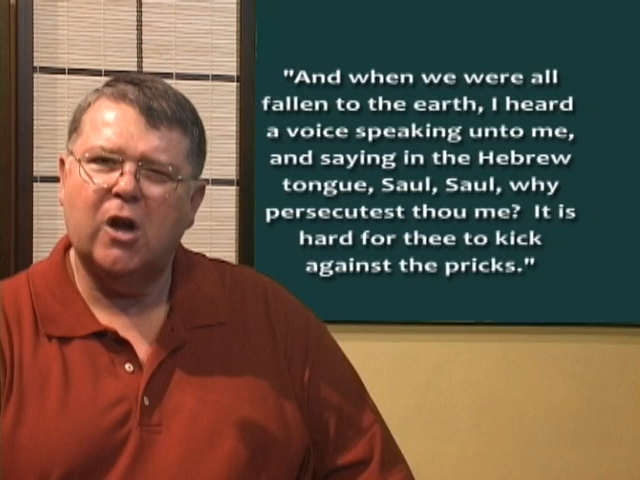 "And when we were all
fallen to the earth, I heard
a voice speaking unto me,
and saying in the Hebrew
tongue, Saul, Saul, why
persecutest thou me?  It is
hard for thee to kick
against the pricks."